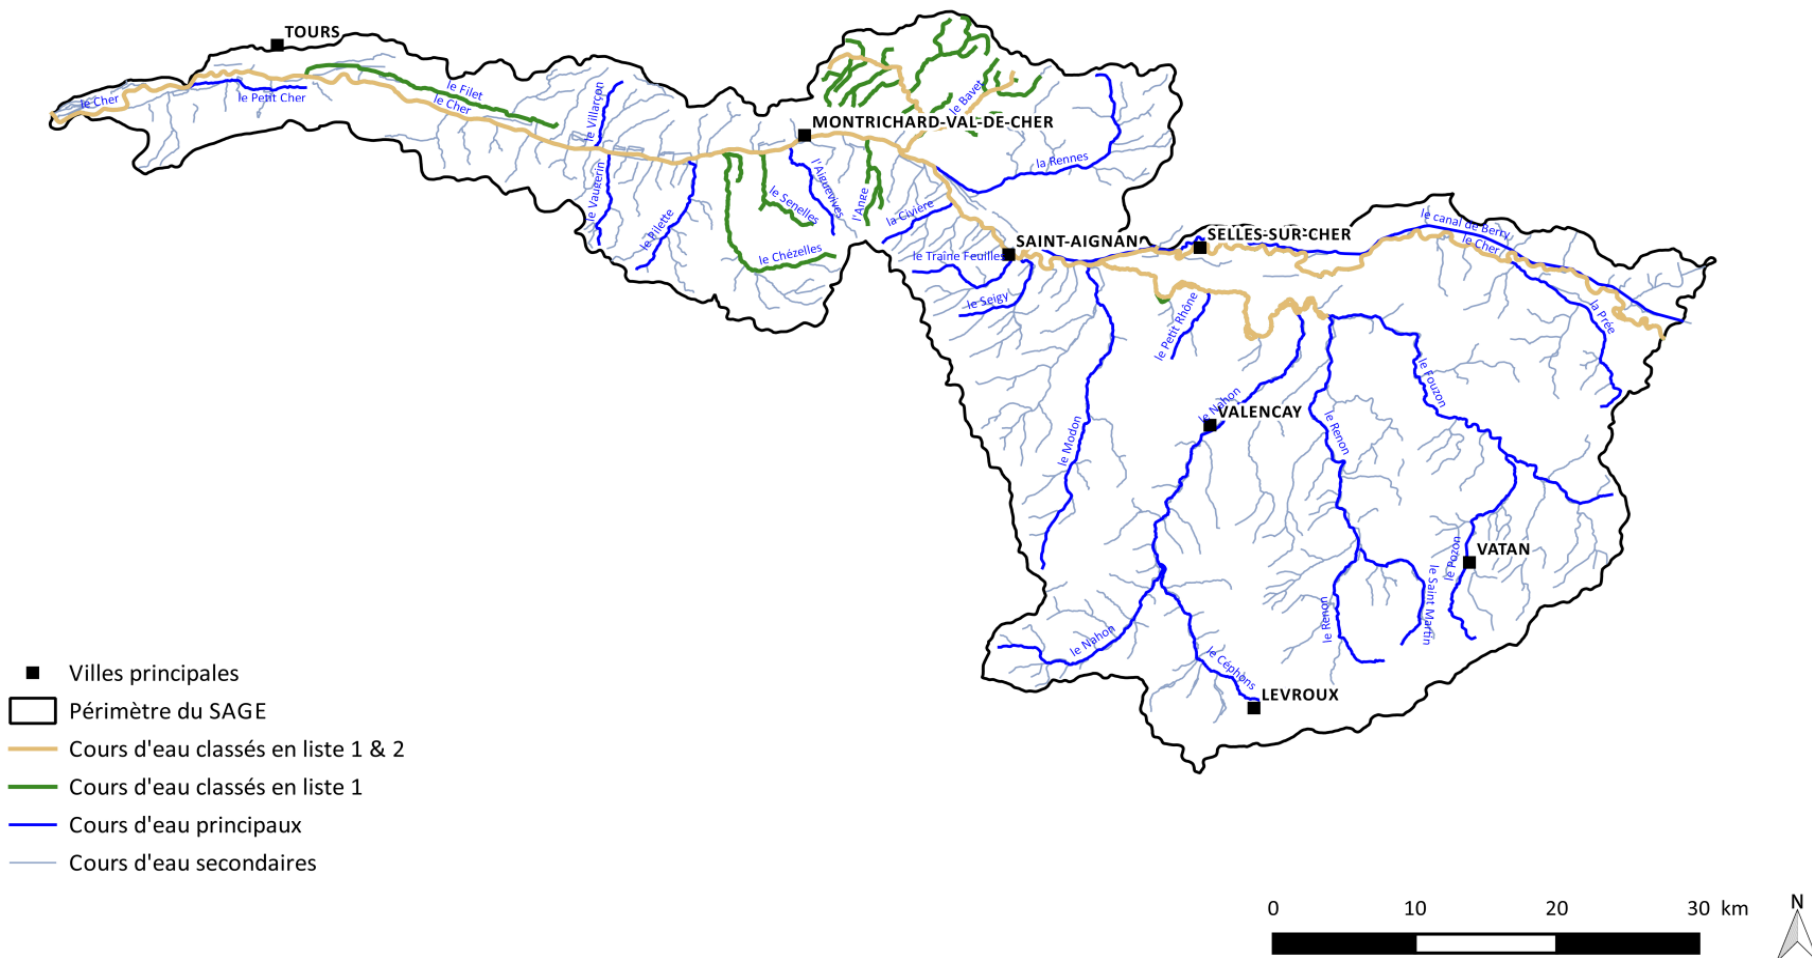 TOURS
le Cher
le Petit Cher
le Filet
le Cher
le Villarçon
le Vaugerin
le Bavet
MONTRICHARD-VAL-DE-CHER
la Rennes
l'Aiguevives
l'Ange
le Senelles
le Chézelles
la Civière
SAINT-AIGNAN
SELLES-SUR-CHER
le canal de Berry
le Cher
le Traine Feuilles
le Seigy
le Petit Rhône
la Prée
le Modon
le Nahon
VALENCAY
le Renon
le Fouzon
le Pozon
VATAN
le Saint Martin
le Renon
le Nahon
le Céphons
LEVROUX
Villes principales
Périmètre du SAGE
Cours d'eau classés en liste 1 & 2
Cours d'eau classés en liste 1
Cours d'eau principaux
Cours d'eau secondaires
0 10 20 30 km
N